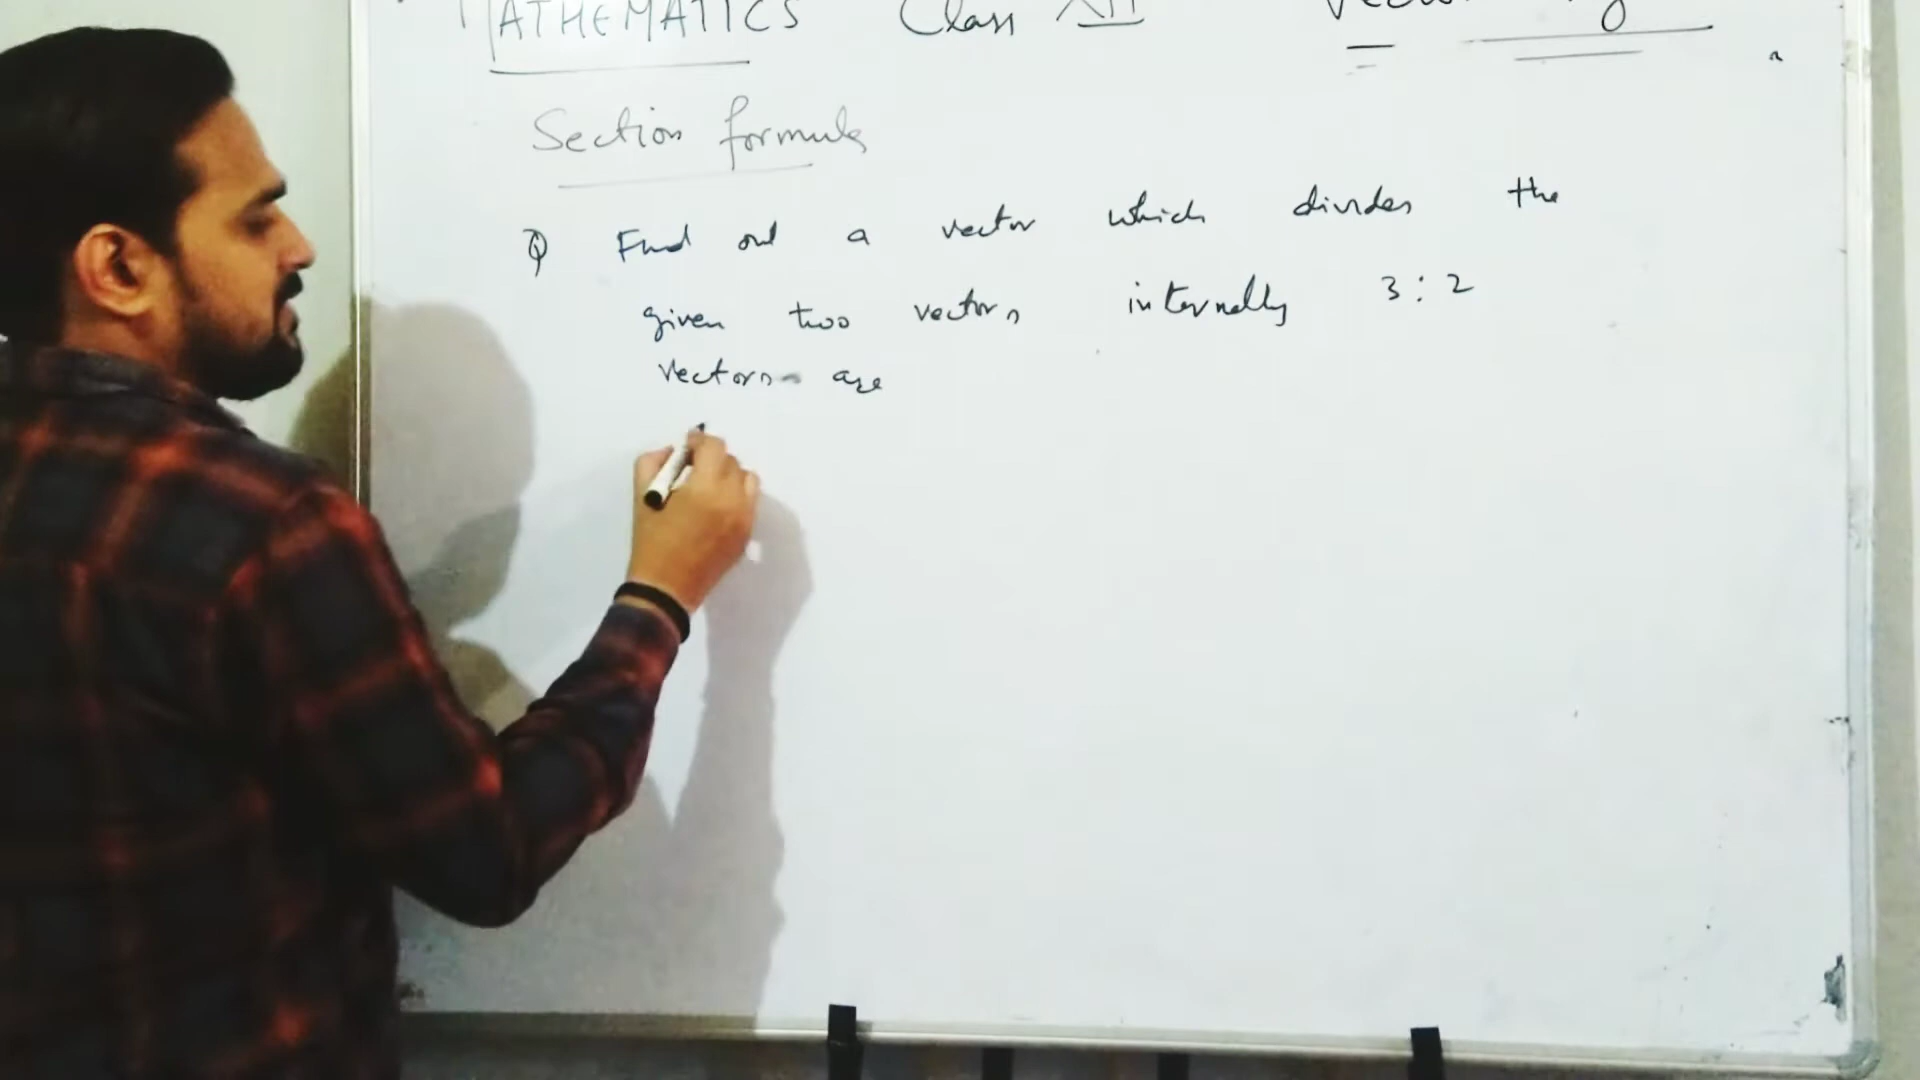 MATHEMATICS Class XII
Section formula
Q Find out a vector which divides the
given two vectors internally 3:2
vectors are